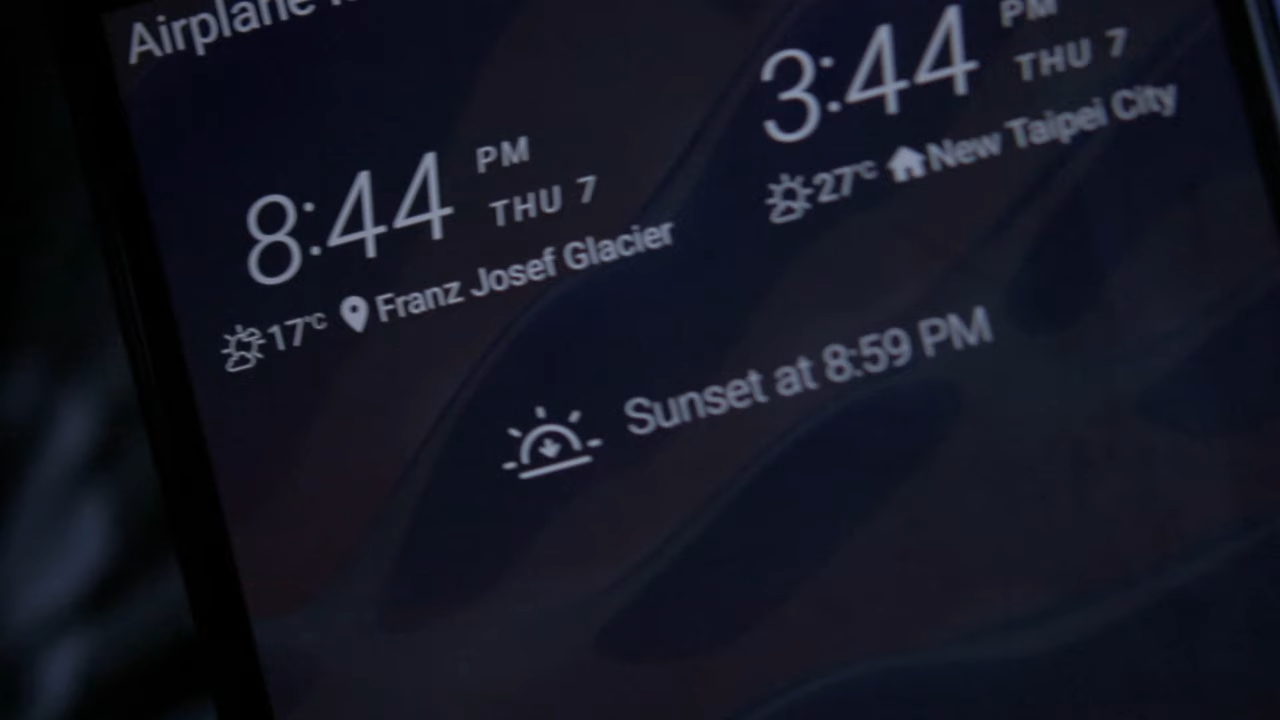 Airplane
8:44 PM
THU 7
17°C Franz Josef Glacier
3:44 PM
THU 7
27°C New Taipei City
Sunset at 8:59 PM